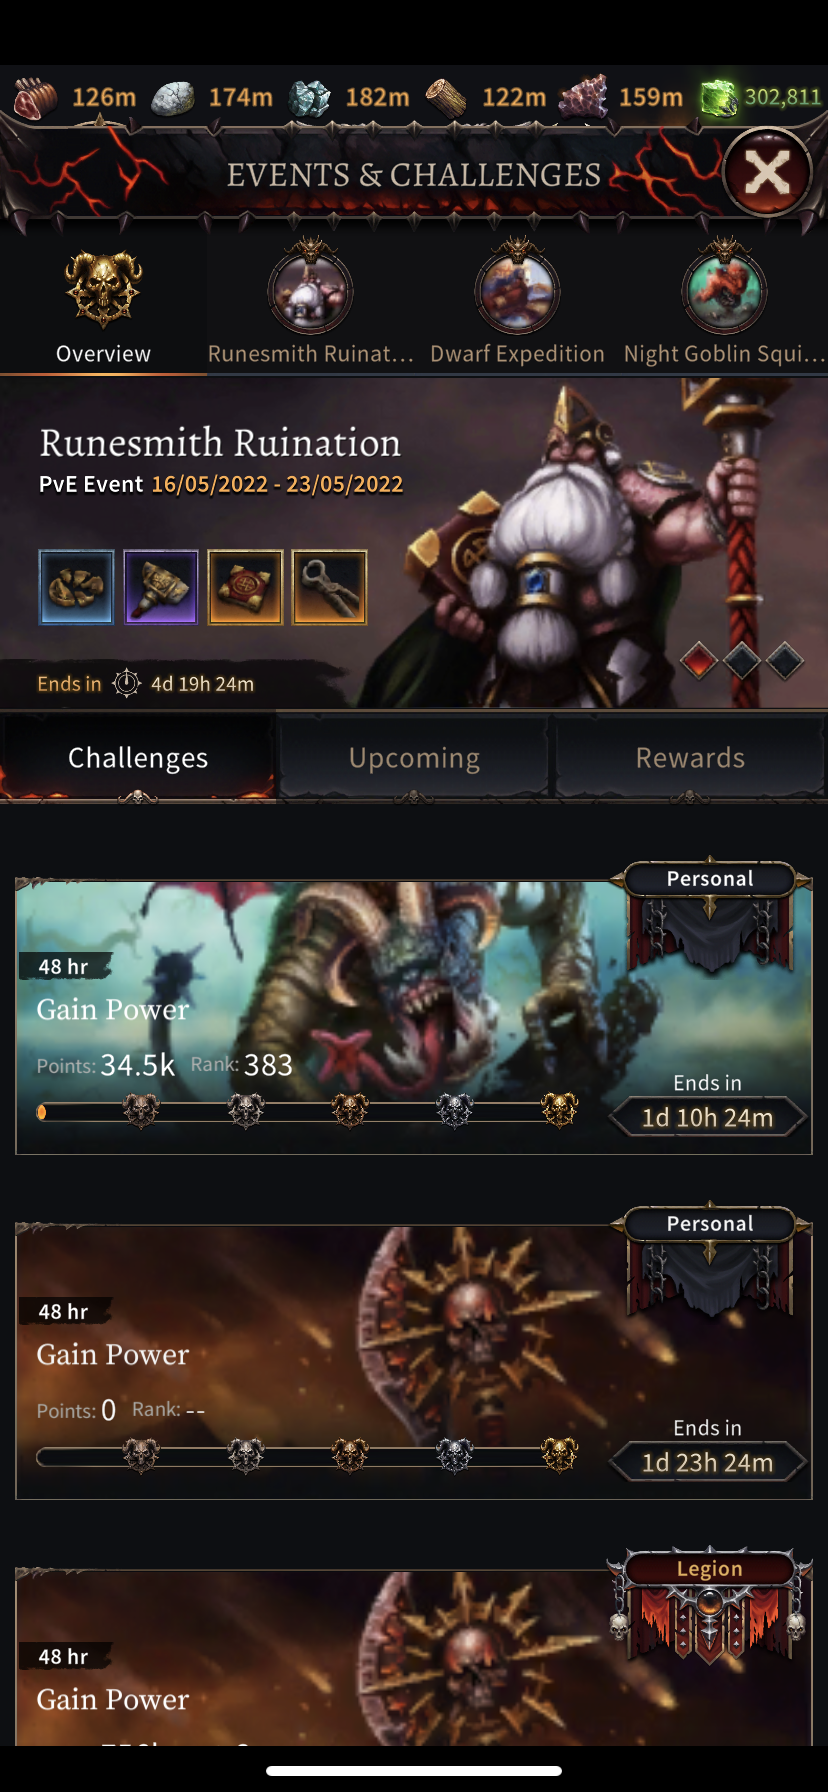 126m 174m 182m 122m 159m 302,811
EVENTS & CHALLENGES
Overview Runesmith Ruinat... Dwarf Expedition Night Goblin Squi...
Runesmith Ruination
PvE Event 16/05/2022 - 23/05/2022
Ends in 4d 19h 24m
Challenges Upcoming Rewards
Personal
48 hr
Gain Power
Points: 34.5k Rank: 383
Ends in
1d 10h 24m
Personal
48 hr
Gain Power
Points: 0 Rank: --
Ends in
1d 23h 24m
Legion
48 hr
Gain Power